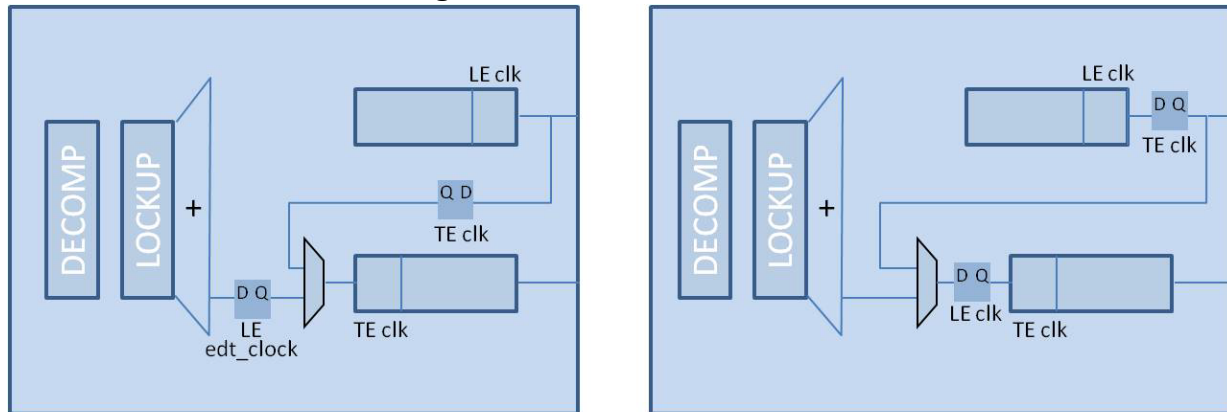 LE clk
DECOMP
LOCKUP
+
Q D
TE clk
D Q
LE
edt_clock
TE clk
LE clk
D Q
TE clk
DECOMP
LOCKUP
+
D Q
LE clk
TE clk